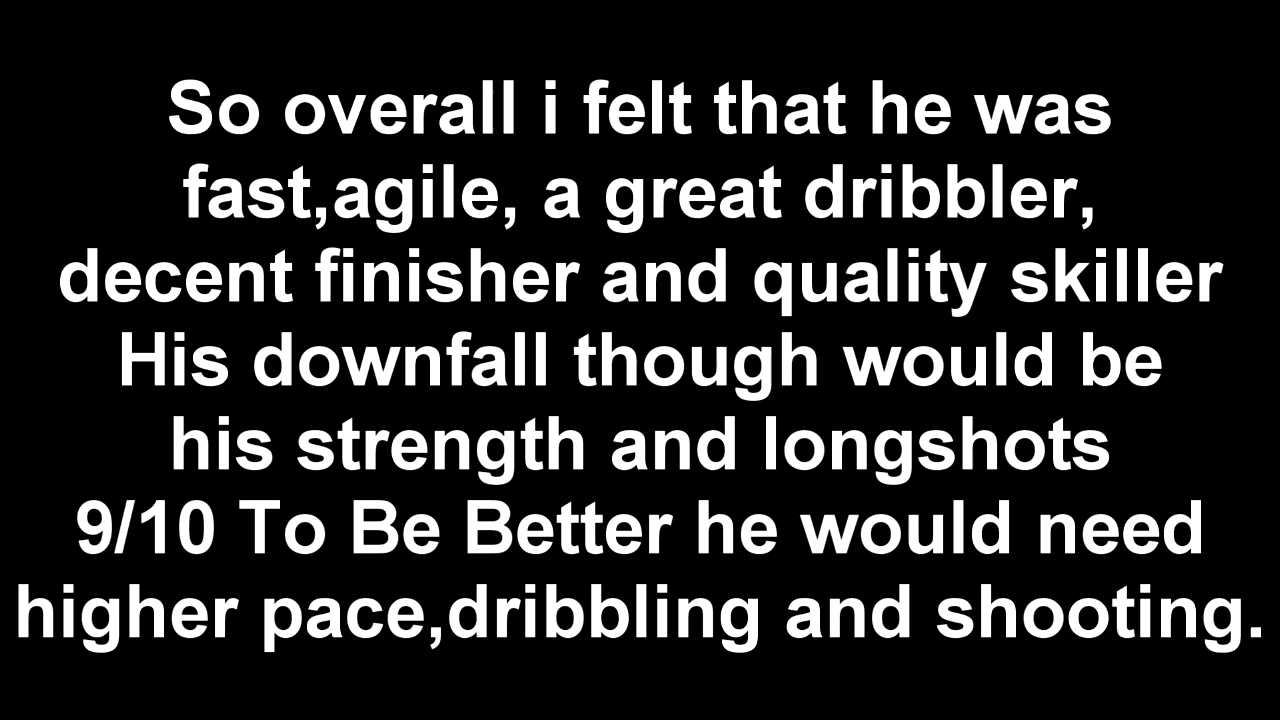 So overall i felt that he was
fast,agile, a great dribbler,
decent finisher and quality skiller
His downfall though would be
his strength and longshots
9/10 To Be Better he would need
higher pace,dribbling and shooting.